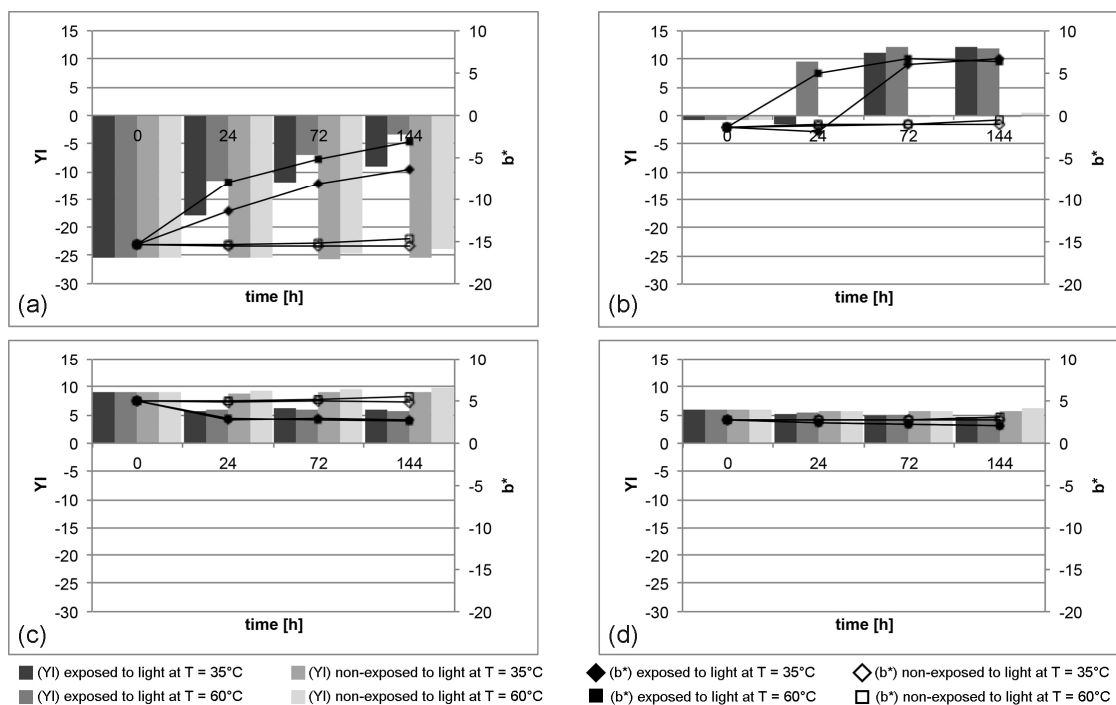 15 10
10 5
5 0
0 0 24 72 144
-5 -5
-10 -10
-15 -15
-20 -20
-25
-30
YI
b*
time [h]
(a)
15 10
10 5
5 0
0 0 24 72 144
-5 -5
-10 -10
-15 -15
-20 -20
-25
-30
YI
b*
time [h]
(b)
15 10
10 5
5 0
0 0 24 72 144
-5 -5
-10 -10
-15 -15
-20 -20
-25
-30
YI
b*
time [h]
(c)
15 10
10 5
5 0
0 0 24 72 144
-5 -5
-10 -10
-15 -15
-20 -20
-25
-30
YI
b*
time [h]
(d)
(YI) exposed to light at T = 35°C (YI) non-exposed to light at T = 35°C (b*) exposed to light at T = 35°C (b*) non-exposed to light at T = 35°C
(YI) exposed to light at T = 60°C (YI) non-exposed to light at T = 60°C (b*) exposed to light at T = 60°C (b*) non-exposed to light at T = 60°C